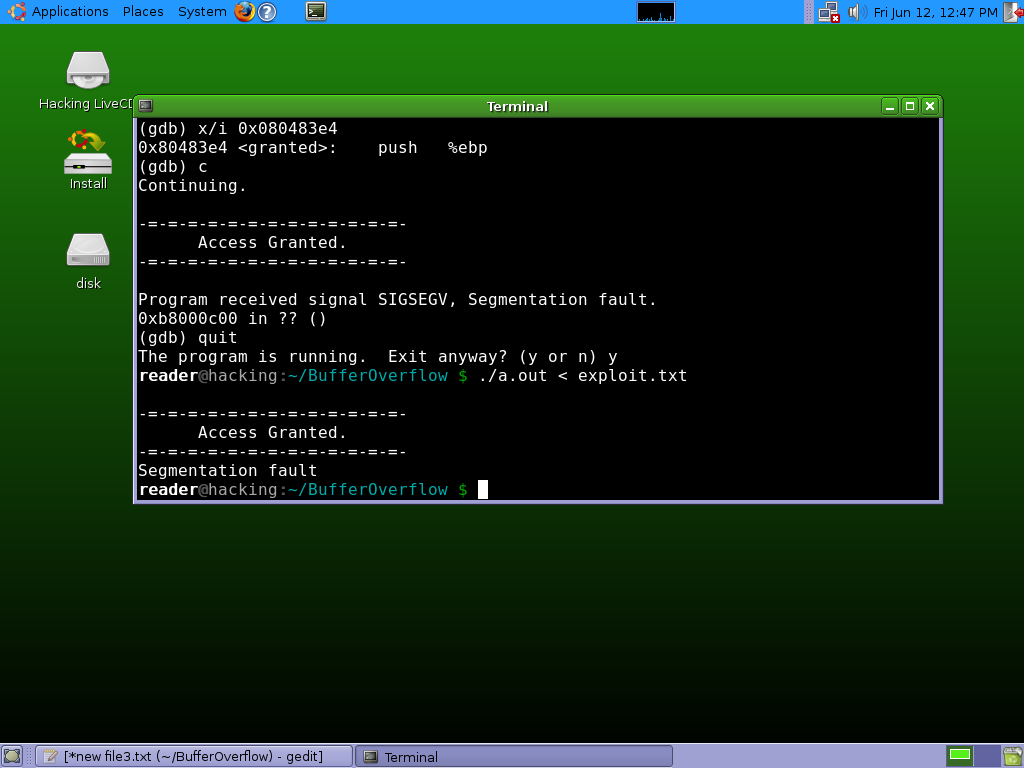 Applications Places System Fri Jun 12, 12:47 PM
Hacking LiveCD
Install
disk
Terminal
(gdb) x/i 0x080483e4
0x80483e4 <granted>:    push   %ebp
(gdb) c
Continuing.
-=-=-=-=-=-=-=-=-=-=-=-=-=-
Access Granted.
-=-=-=-=-=-=-=-=-=-=-=-=-=-
Program received signal SIGSEGV, Segmentation fault.
0xb8000c00 in ?? ()
(gdb) quit
The program is running.  Exit anyway? (y or n) y
reader@hacking:~/BufferOverflow $ ./a.out < exploit.txt
-=-=-=-=-=-=-=-=-=-=-=-=-=-
Access Granted.
-=-=-=-=-=-=-=-=-=-=-=-=-=-
Segmentation fault
reader@hacking:~/BufferOverflow $
[*new file3.txt (~/BufferOverflow) - gedit] Terminal